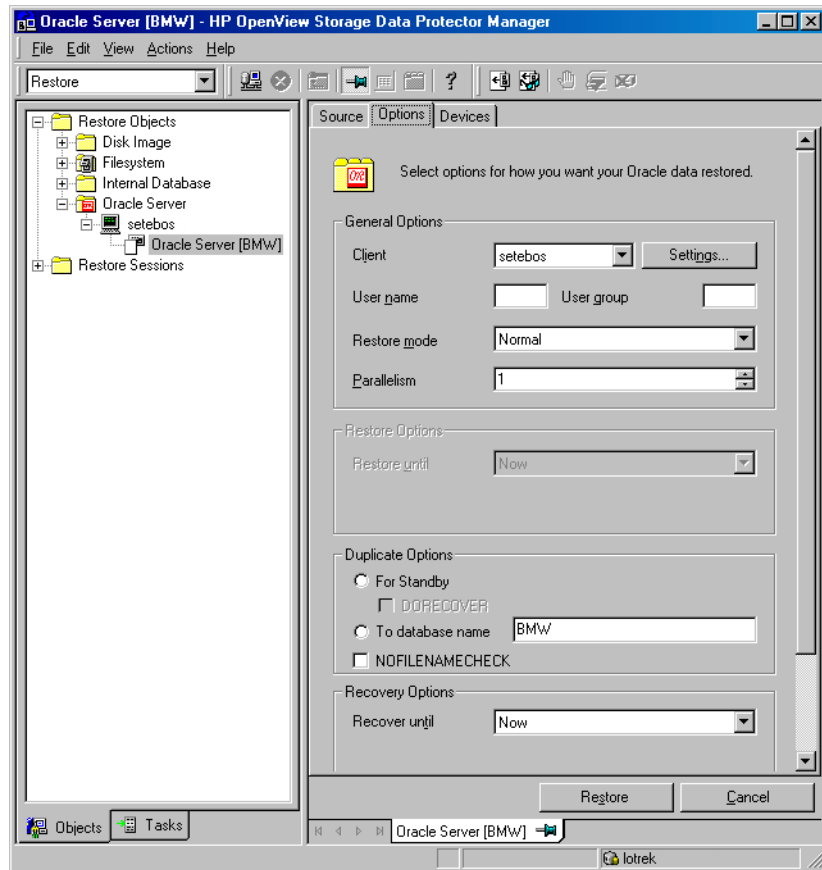 Oracle Server [BMW] - HP OpenView Storage Data Protector Manager
File Edit View Actions Help
Restore
Restore Objects
Disk Image
Filesystem
Internal Database
Oracle Server
setebos
Oracle Server [BMW]
Restore Sessions
Objects
Tasks
Source Options Devices
Select options for how you want your Oracle data restored.
General Options
Client setebos Settings...
User name User group
Restore mode Normal
Parallelism 1
Restore Options
Restore until Now
Duplicate Options
For Standby
DORECOVER
To database name BMW
NOFILENAMECHECK
Recovery Options
Recover until Now
Restore Cancel
Oracle Server [BMW]
lotrek